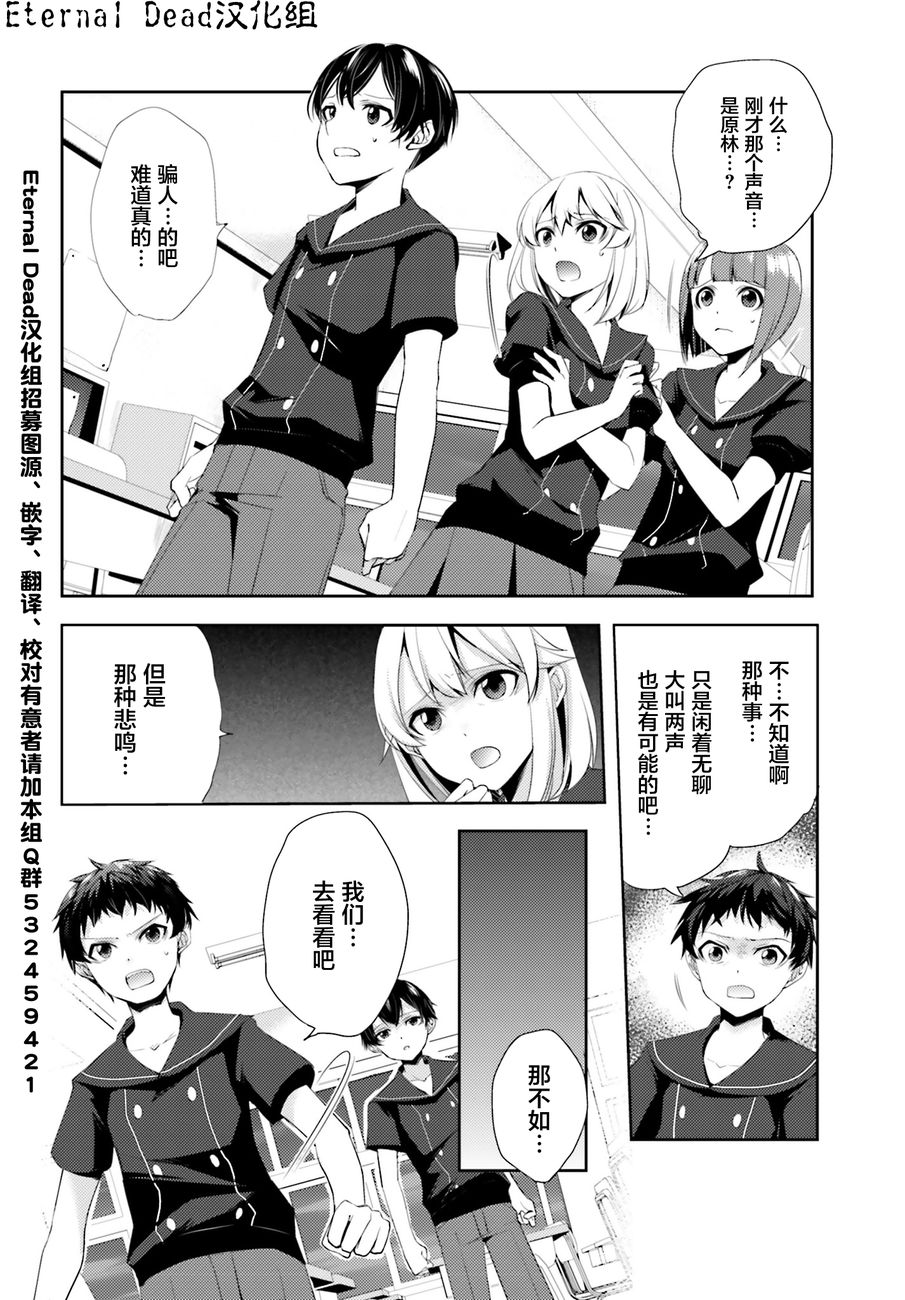 Eternal Dead汉化组
什么…
刚才那个声音…
是原林…?
骗人…的吧
难道真的…
不…不知道啊
那种事…
只是闲着无聊
大叫两声
也是有可能的吧…
但是
那种悲鸣…
那不如…
我们…
去看看吧
Eternal Dead汉化组招募图源、嵌字、翻译、校对有意者请加本组Q群532459421